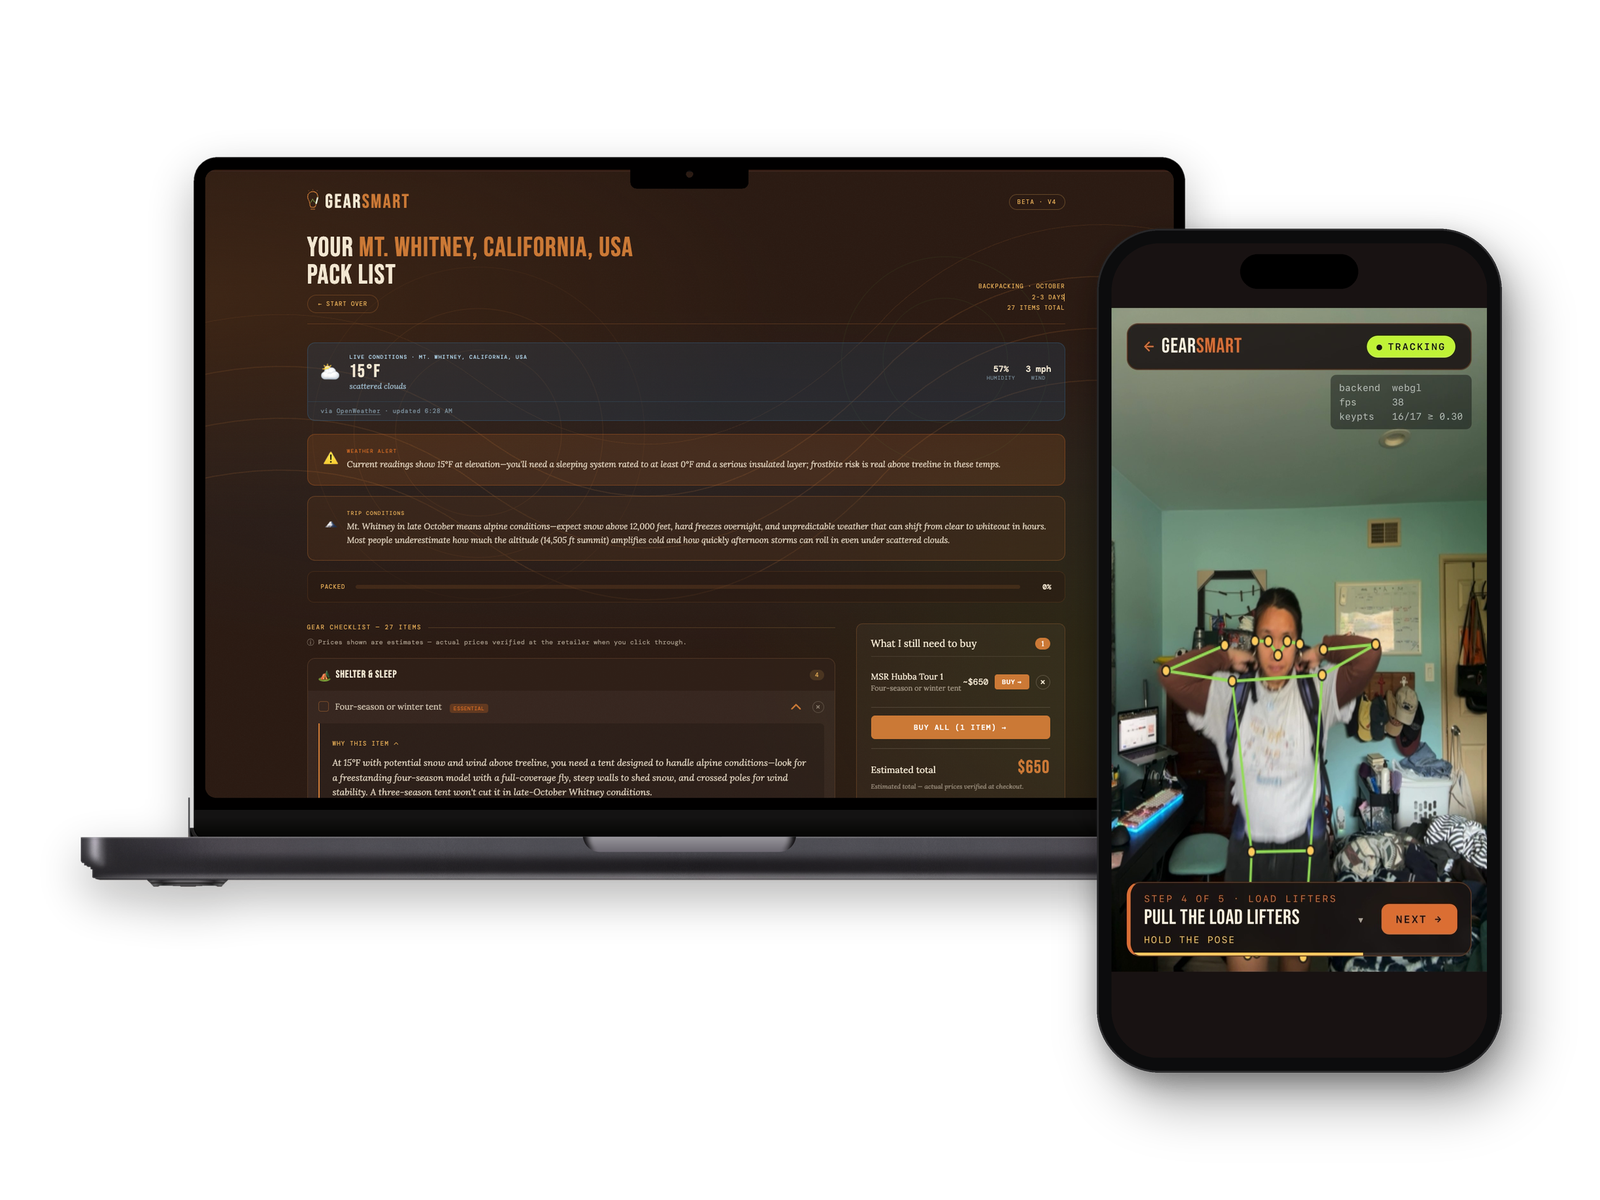 GEARSMART
BETA · V4
YOUR MT. WHITNEY, CALIFORNIA, USA
PACK LIST
← START OVER
BACKPACKING · OCTOBER
2-3 DAYS
27 ITEMS TOTAL
LIVE CONDITIONS · MT. WHITNEY, CALIFORNIA, USA
15°F
scattered clouds
57%
HUMIDITY
3 mph
WIND
via OpenWeather · updated 6:28 AM
WEATHER ALERT
Current readings show 15°F at elevation—you'll need a sleeping system rated to at least 0°F and a serious insulated layer; frostbite risk is real above treeline in these temps.
TRIP CONDITIONS
Mt. Whitney in late October means alpine conditions—expect snow above 12,000 feet, hard freezes overnight, and unpredictable weather that can shift from clear to whiteout in hours.
Most people underestimate how much the altitude (14,505 ft summit) amplifies cold and how quickly afternoon storms can roll in even under scattered clouds.
PACKED
0%
GEAR CHECKLIST — 27 ITEMS
ⓘ Prices shown are estimates — actual prices verified at the retailer when you click through.
SHELTER & SLEEP
4
Four-season or winter tent
ESSENTIAL
WHY THIS ITEM
At 15°F with potential snow and wind above treeline, you need a tent designed to handle alpine conditions—look for
a freestanding four-season model with a full-coverage fly, steep walls to shed snow, and crossed poles for wind
stability. A three-season tent won't cut it in late-October Whitney conditions.
What I still need to buy
1
MSR Hubba Tour 1
Four-season or winter tent
~$650
BUY →
×
BUY ALL (1 ITEM) →
Estimated total
$650
Estimated total — actual prices verified at checkout.
← GEARSMART
● TRACKING
backend webgl
fps 38
keypts 16/17 ≥ 0.30
STEP 4 OF 5 · LOAD LIFTERS
PULL THE LOAD LIFTERS
HOLD THE POSE
NEXT →